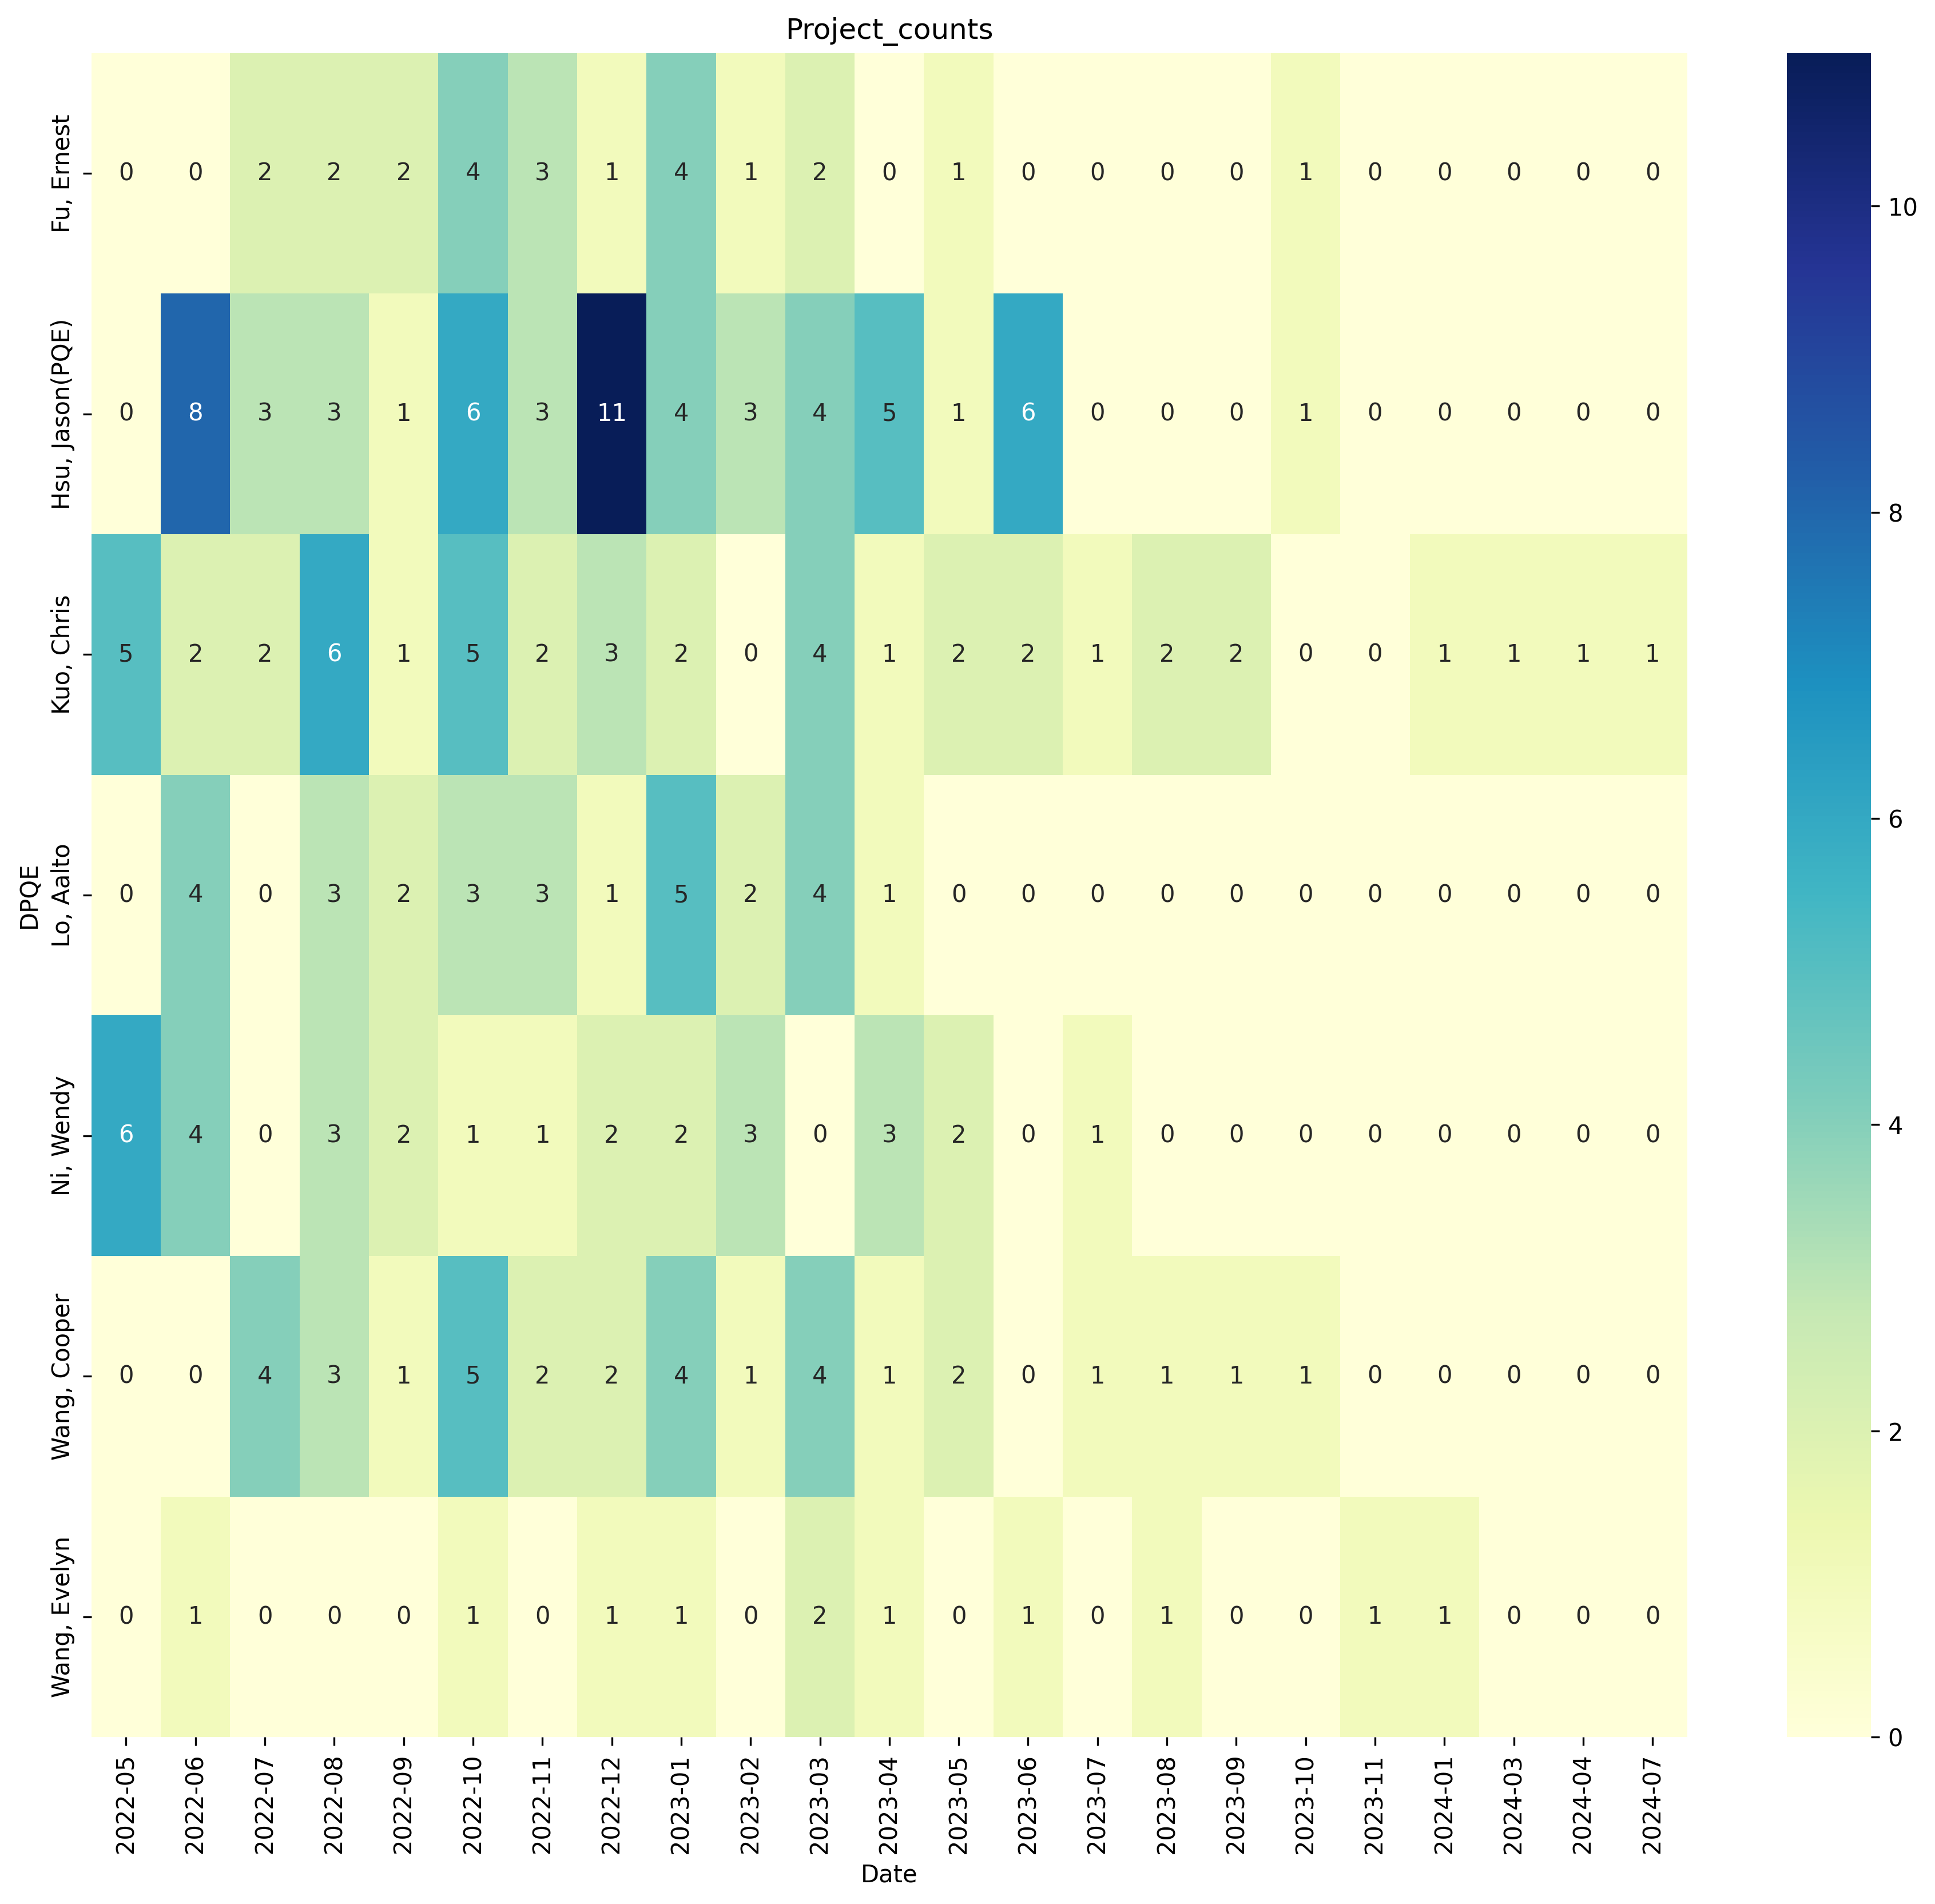 Project_counts
DPQE
Fu, Ernest
0 0 2 2 2 4 3 1 4 1 2 0 1 0 0 0 0 1 0 0 0 0 0
Hsu, Jason(PQE)
0 8 3 3 1 6 3 11 4 3 4 5 1 6 0 0 0 1 0 0 0 0 0
Kuo, Chris
5 2 2 6 1 5 2 3 2 0 4 1 2 2 1 2 2 0 0 1 1 1 1
Lo, Aalto
0 4 0 3 2 3 3 1 5 2 4 1 0 0 0 0 0 0 0 0 0 0 0
Ni, Wendy
6 4 0 3 2 1 1 2 2 3 0 3 2 0 1 0 0 0 0 0 0 0 0
Wang, Cooper
0 0 4 3 1 5 2 2 4 1 4 1 2 0 1 1 1 1 0 0 0 0 0
Wang, Evelyn
0 1 0 0 0 1 0 1 1 0 2 1 0 1 0 1 0 0 1 1 0 0 0
2022-05
2022-06
2022-07
2022-08
2022-09
2022-10
2022-11
2022-12
2023-01
2023-02
2023-03
2023-04
2023-05
2023-06
2023-07
2023-08
2023-09
2023-10
2023-11
2024-01
2024-03
2024-04
2024-07
Date
10
8
6
4
2
0